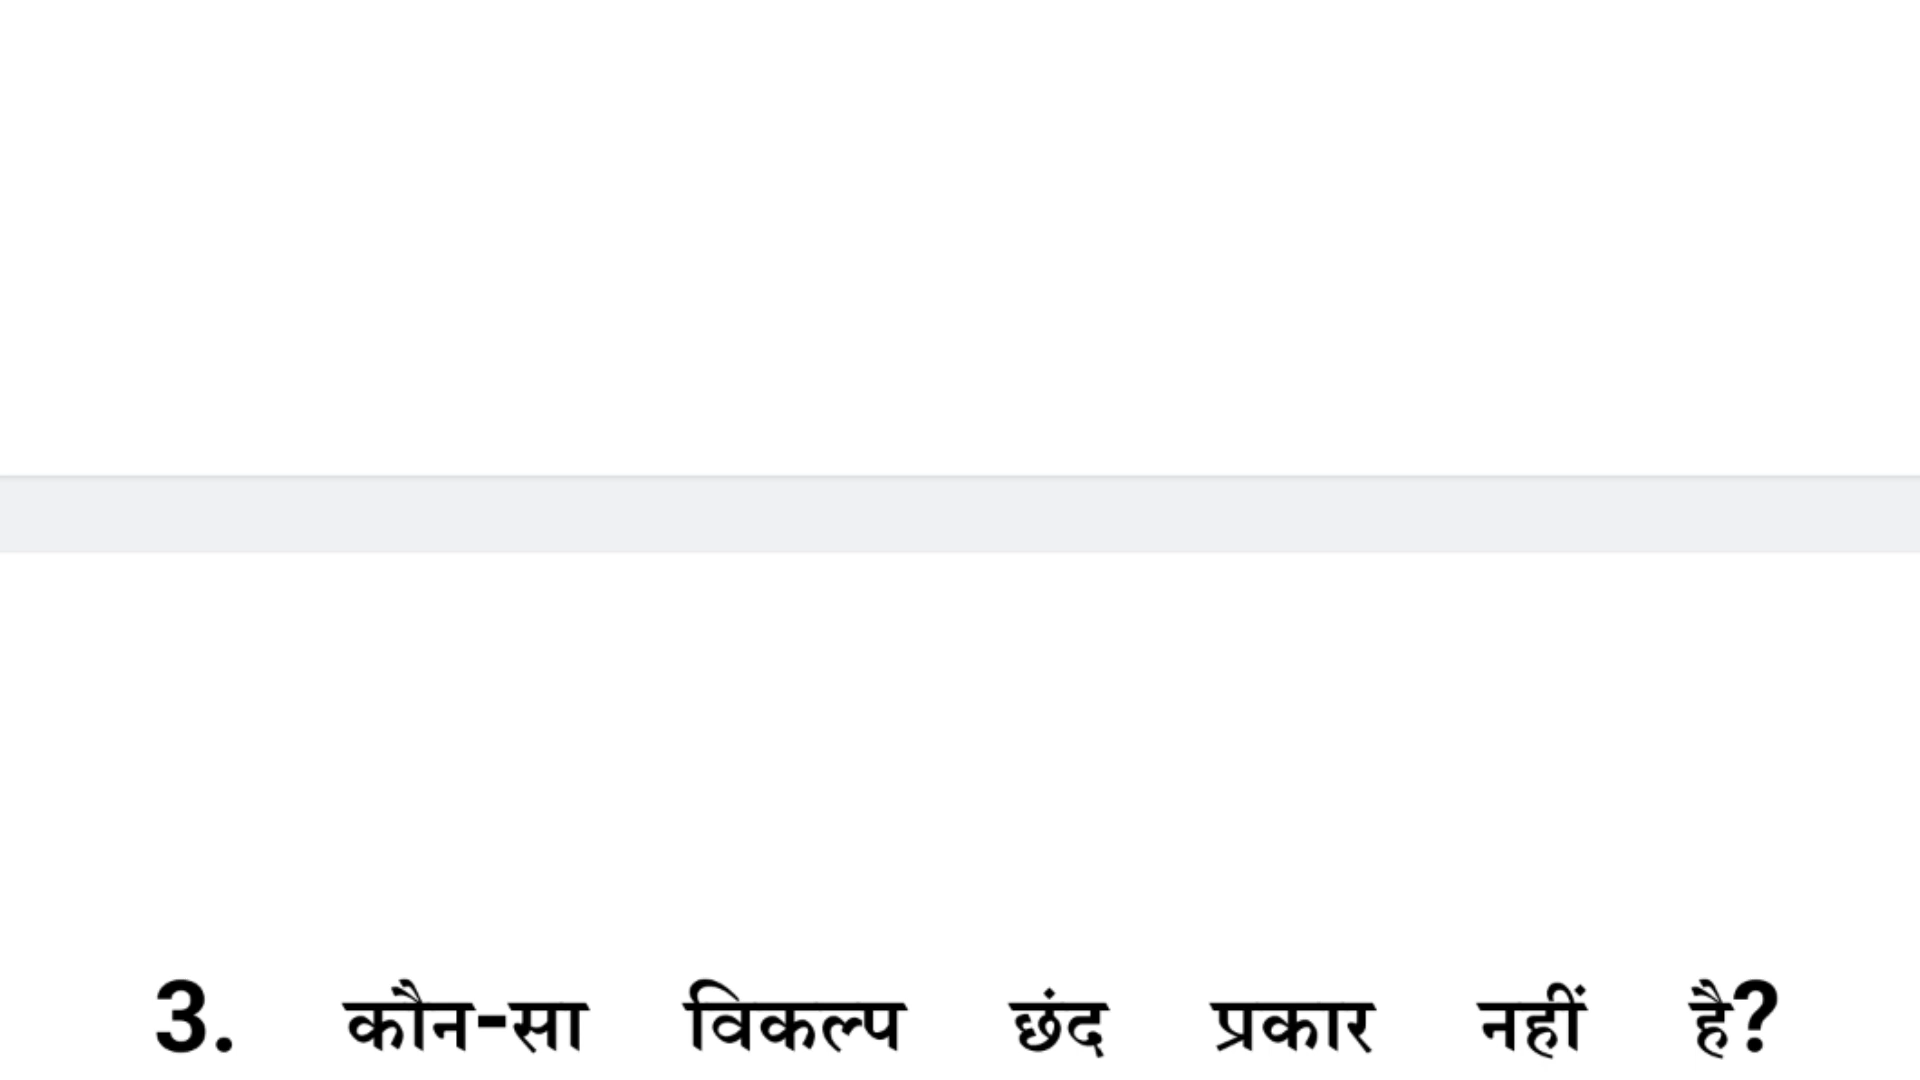 3. कौन-सा विकल्प छंद प्रकार नहीं है?